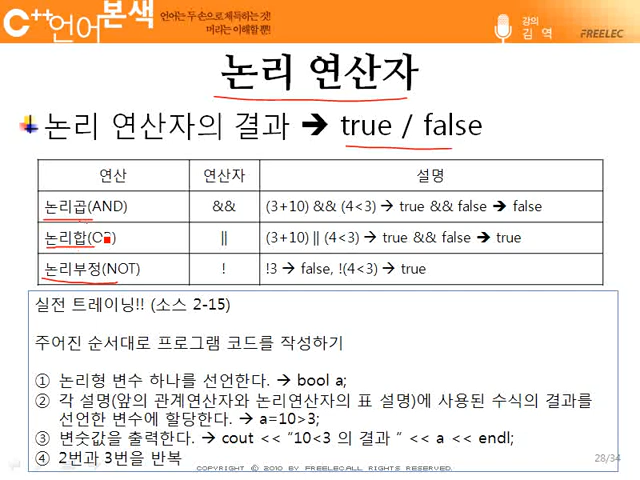 C++언어본색
언어는 두 손으로 체득하는 것!
머리는 이해할 뿐!
강의
김 역
FREELEC
논리 연산자
논리 연산자의 결과 → true / false
연산 연산자 설명
논리곱(AND) && (3+10) && (4<3) → true && false → false
논리합( || (3+10) || (4<3) → true && false → true
논리부정(NOT) ! !3 → false, !(4<3) → true
실전 트레이닝!! (소스 2-15)
주어진 순서대로 프로그램 코드를 작성하기
① 논리형 변수 하나를 선언한다. → bool a;
② 각 설명(앞의 관계연산자와 논리연산자의 표 설명)에 사용된 수식의 결과를
선언한 변수에 할당한다. → a=10>3;
③ 변숫값을 출력한다. → cout << "10<3 의 결과 " << a << endl;
④ 2번과 3번을 반복
28/34
COPYRIGHT © 2010 BY FREELEC.ALL RIGHTS RESERVED.